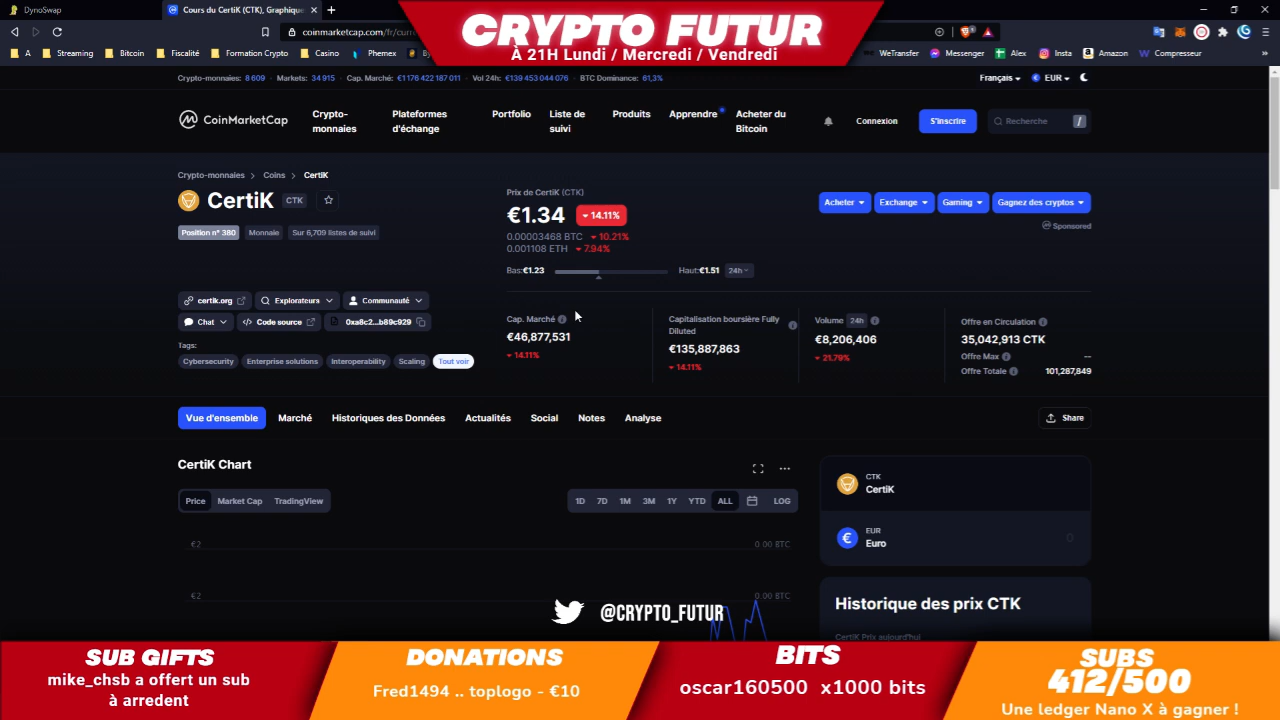 DynoSwap
Cours du CertiK (CTK), Graphique
CRYPTO FUTUR
À 21H Lundi / Mercredi / Vendredi
coinmarketcap.com/fr/curr
A
Streaming
Bitcoin
Fiscalité
Formation Crypto
Casino
Phemex
WeTransfer
Messenger
Alex
Insta
Amazon
Compresseur
Crypto-monnaies: 8 609
Markets: 34 915
Cap. Marché: €1 176 422 187 011
Vol 24h: €139 453 044 076
BTC Dominance: 61,3%
Français
EUR
CoinMarketCap
Crypto-monnaies
Plateformes d'échange
Portfolio
Liste de suivi
Produits
Apprendre
Acheter du Bitcoin
Connexion
S'inscrire
Recherche
/
Crypto-monnaies > Coins > CertiK
CertiK CTK
Position n° 380
Monnaie
Sur 6,709 listes de suivi
Prix de CertiK (CTK)
€1.34 14.11%
0.00003468 BTC 10.21%
0.001108 ETH 7.94%
Bas:€1.23
Haut:€1.51
24h
Acheter
Exchange
Gaming
Gagnez des cryptos
Sponsored
certik.org
Explorateurs
Communauté
Chat
Code source
0xa8c2...b89c929
Tags:
Cybersecurity
Enterprise solutions
Interoperability
Scaling
Tout voir
Cap. Marché
€46,877,531
14.11%
Capitalisation boursière Fully
Diluted
€135,887,863
14.11%
Volume 24h
€8,206,406
21.79%
Offre en Circulation
35,042,913 CTK
Offre Max --
Offre Totale 101,287,849
Vue d'ensemble
Marché
Historiques des Données
Actualités
Social
Notes
Analyse
Share
CertiK Chart
Price
Market Cap
TradingView
1D
7D
1M
3M
1Y
YTD
ALL
LOG
€2
0.00 BTC
€2
0.00 BTC
CTK
CertiK
EUR
Euro
0
Historique des prix CTK
CertiK Prix aujourd'hui
@CRYPTO_FUTUR
SUB GIFTS
mike_chsb a offert un sub
à arredent
DONATIONS
Fred1494 .. toplogo - €10
BITS
oscar160500 x1000 bits
SUBS
412/500
Une ledger Nano X à gagner !